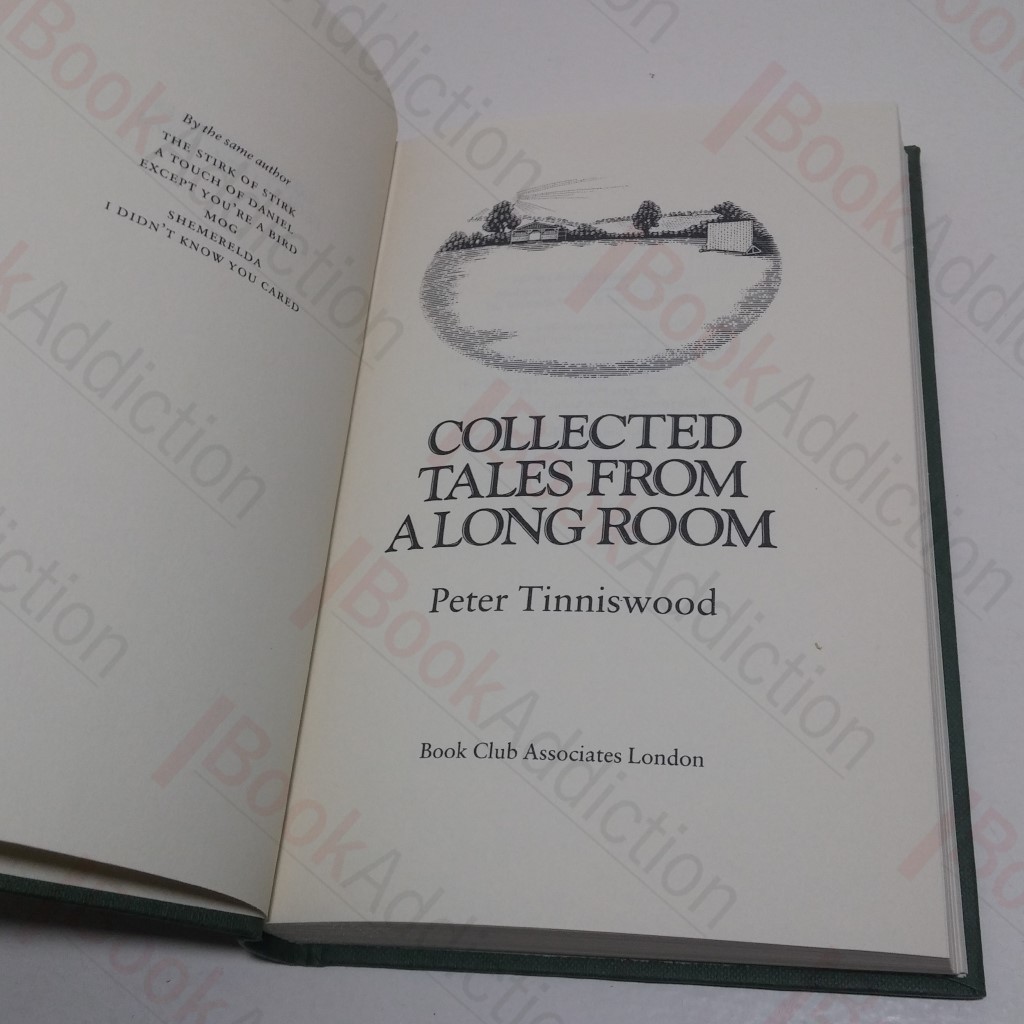 By the same author
THE STIRK OF STIRK
A TOUCH OF DANIEL
EXCEPT YOU'RE A BIRD
MOG
SHEMERELDA
I DIDN'T KNOW YOU CARED
COLLECTED
TALES FROM
A LONG ROOM
Peter Tinniswood
Book Club Associates London
BookAddiction